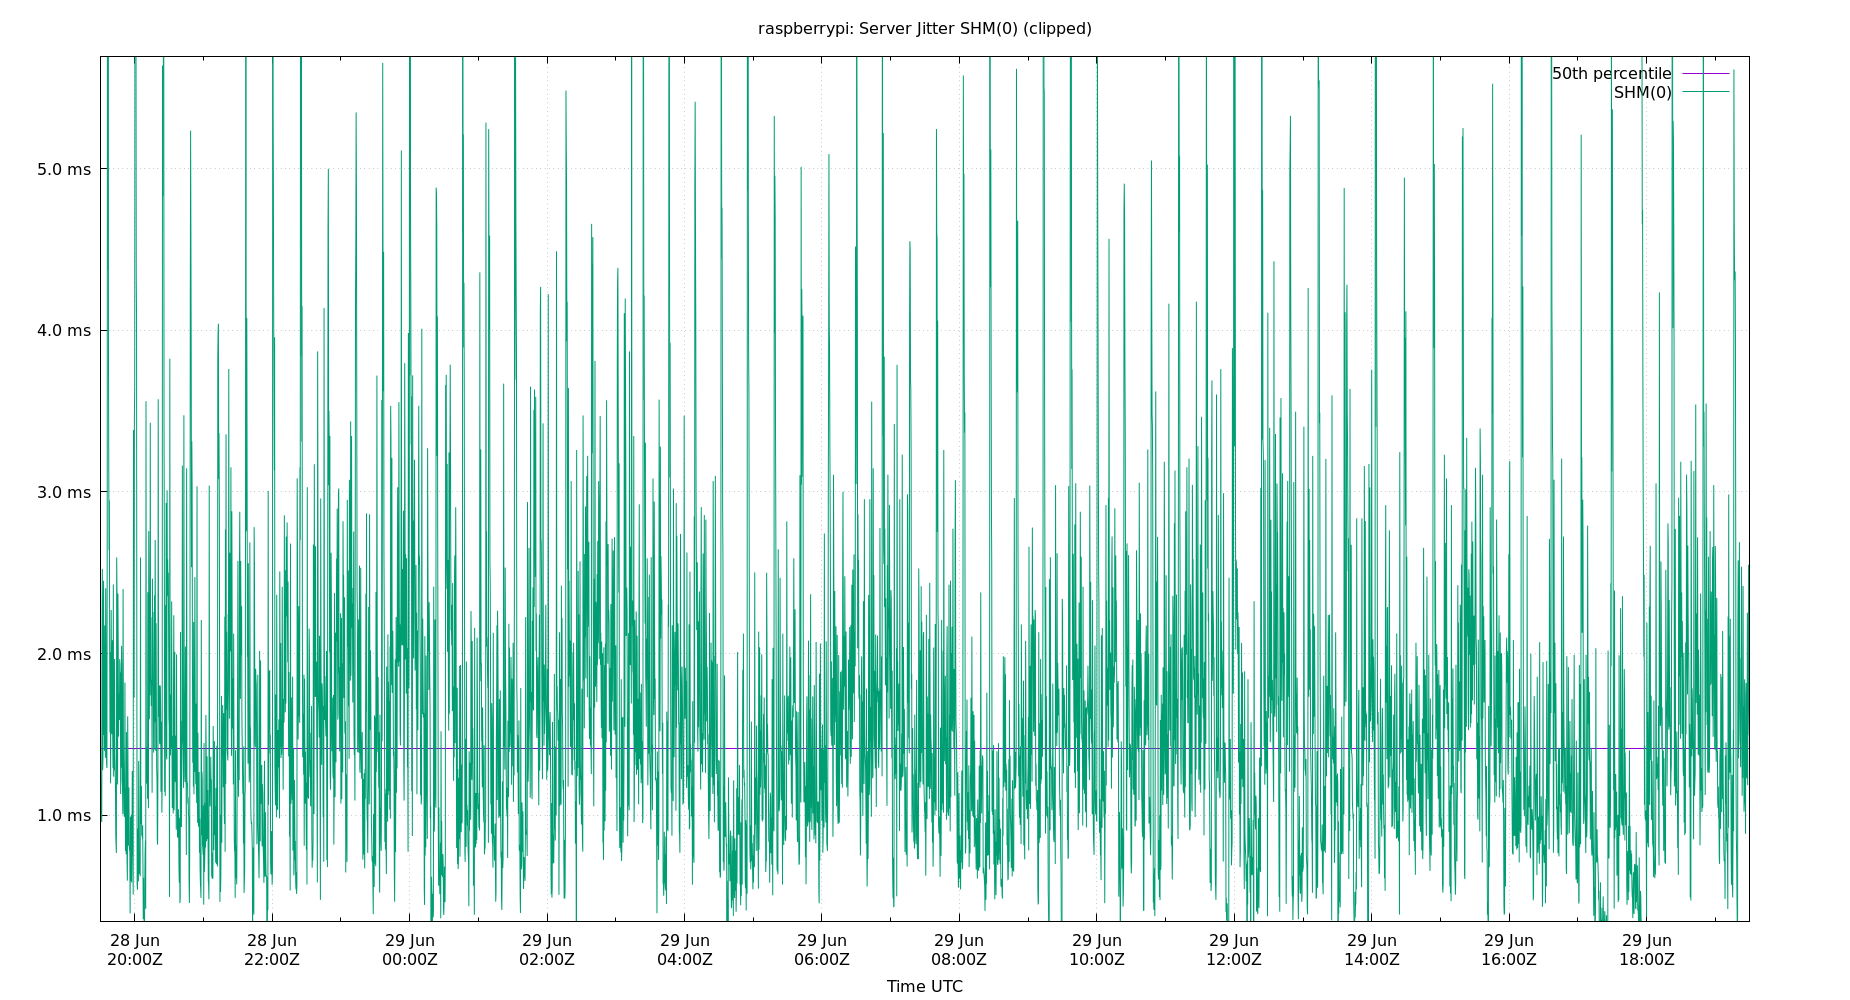 raspberrypi: Server Jitter SHM(0) (clipped)
50th percentile
SHM(0)
5.0 ms
4.0 ms
3.0 ms
2.0 ms
1.0 ms
28 Jun 28 Jun 29 Jun 29 Jun 29 Jun 29 Jun 29 Jun 29 Jun 29 Jun 29 Jun 29 Jun 29 Jun
20:00Z 22:00Z 00:00Z 02:00Z 04:00Z 06:00Z 08:00Z 10:00Z 12:00Z 14:00Z 16:00Z 18:00Z
Time UTC